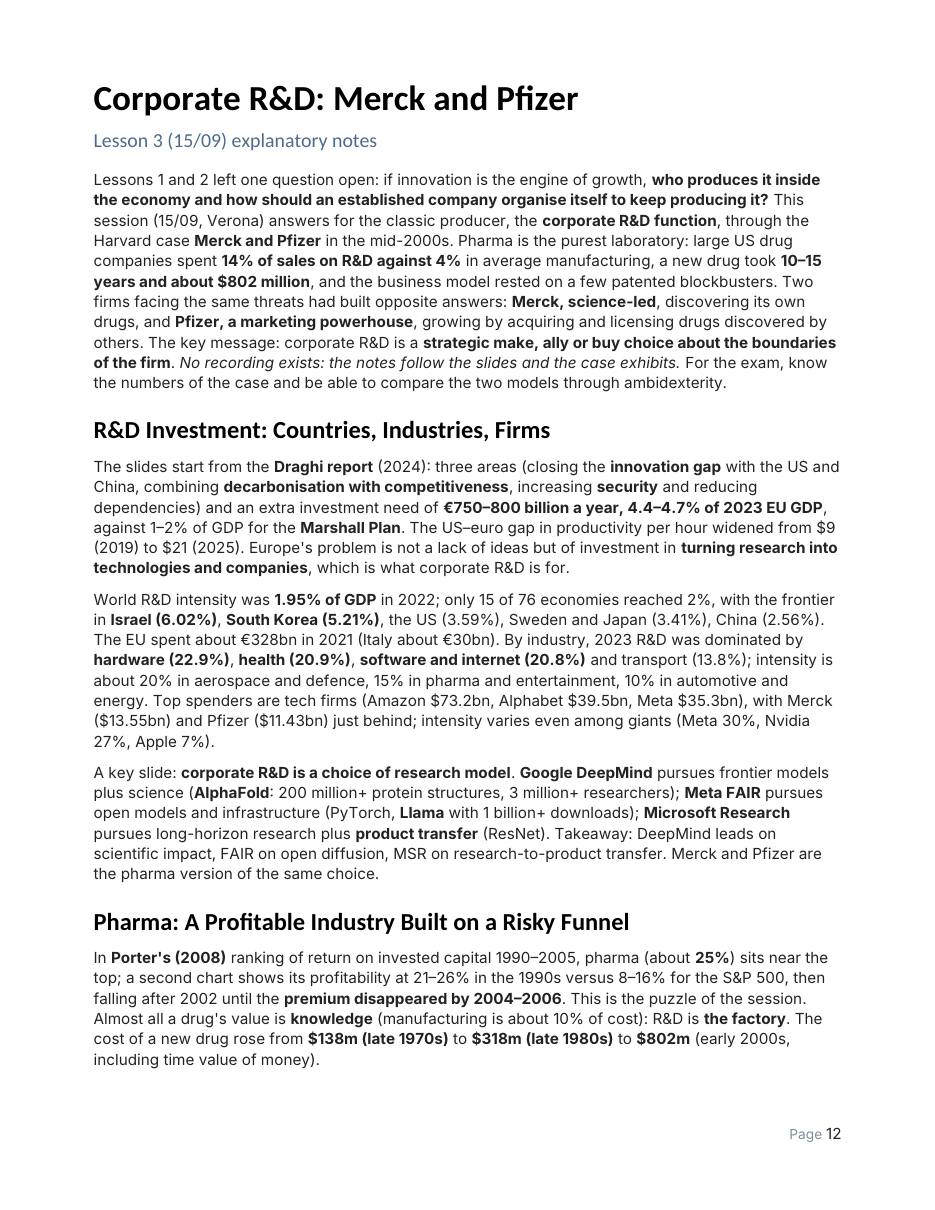 Corporate R&D: Merck and Pfizer
Lesson 3 (15/09) explanatory notes
Lessons 1 and 2 left one question open: if innovation is the engine of growth, who produces it inside
the economy and how should an established company organise itself to keep producing it? This
session (15/09, Verona) answers for the classic producer, the corporate R&D function, through the
Harvard case Merck and Pfizer in the mid-2000s. Pharma is the purest laboratory: large US drug
companies spent 14% of sales on R&D against 4% in average manufacturing, a new drug took 10–15
years and about $802 million, and the business model rested on a few patented blockbusters. Two
firms facing the same threats had built opposite answers: Merck, science-led, discovering its own
drugs, and Pfizer, a marketing powerhouse, growing by acquiring and licensing drugs discovered by
others. The key message: corporate R&D is a strategic make, ally or buy choice about the boundaries
of the firm. No recording exists: the notes follow the slides and the case exhibits. For the exam, know
the numbers of the case and be able to compare the two models through ambidexterity.
R&D Investment: Countries, Industries, Firms
The slides start from the Draghi report (2024): three areas (closing the innovation gap with the US and
China, combining decarbonisation with competitiveness, increasing security and reducing
dependencies) and an extra investment need of €750–800 billion a year, 4.4–4.7% of 2023 EU GDP,
against 1–2% of GDP for the Marshall Plan. The US–euro gap in productivity per hour widened from $9
(2019) to $21 (2025). Europe's problem is not a lack of ideas but of investment in turning research into
technologies and companies, which is what corporate R&D is for.
World R&D intensity was 1.95% of GDP in 2022; only 15 of 76 economies reached 2%, with the frontier
in Israel (6.02%), South Korea (5.21%), the US (3.59%), Sweden and Japan (3.41%), China (2.56%).
The EU spent about €328bn in 2021 (Italy about €30bn). By industry, 2023 R&D was dominated by
hardware (22.9%), health (20.9%), software and internet (20.8%) and transport (13.8%); intensity is
about 20% in aerospace and defence, 15% in pharma and entertainment, 10% in automotive and
energy. Top spenders are tech firms (Amazon $73.2bn, Alphabet $39.5bn, Meta $35.3bn), with Merck
($13.55bn) and Pfizer ($11.43bn) just behind; intensity varies even among giants (Meta 30%, Nvidia
27%, Apple 7%).
A key slide: corporate R&D is a choice of research model. Google DeepMind pursues frontier models
plus science (AlphaFold: 200 million+ protein structures, 3 million+ researchers); Meta FAIR pursues
open models and infrastructure (PyTorch, Llama with 1 billion+ downloads); Microsoft Research
pursues long-horizon research plus product transfer (ResNet). Takeaway: DeepMind leads on
scientific impact, FAIR on open diffusion, MSR on research-to-product transfer. Merck and Pfizer are
the pharma version of the same choice.
Pharma: A Profitable Industry Built on a Risky Funnel
In Porter's (2008) ranking of return on invested capital 1990–2005, pharma (about 25%) sits near the
top; a second chart shows its profitability at 21–26% in the 1990s versus 8–16% for the S&P 500, then
falling after 2002 until the premium disappeared by 2004–2006. This is the puzzle of the session.
Almost all a drug's value is knowledge (manufacturing is about 10% of cost): R&D is the factory. The
cost of a new drug rose from $138m (late 1970s) to $318m (late 1980s) to $802m (early 2000s,
including time value of money).
Page 12